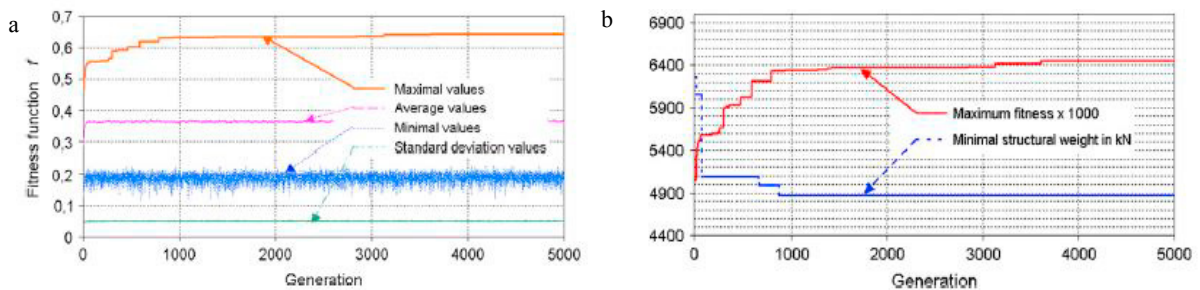 a
Fitness function f
0,7
0,6
0,5
0,4
0,3
0,2
0,1
0
Maximal values
Average values
Minimal values
Standard deviation values
0 1000 2000 3000 4000 5000
Generation
b
6900
6400
5900
5400
4900
4400
Maximum fitness x 1000
Minimal structural weight in kN
0 1000 2000 3000 4000 5000
Generation